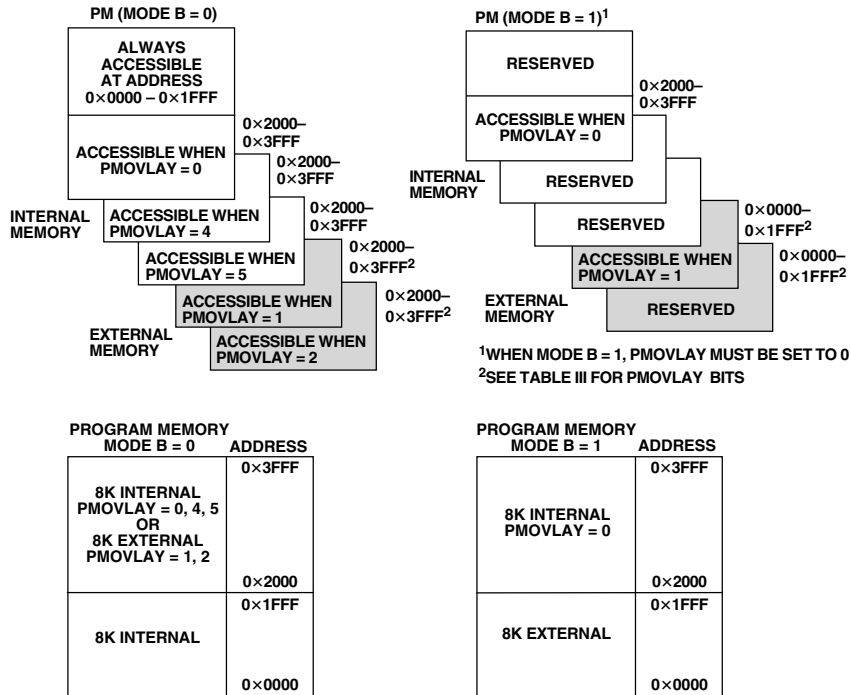 PM (MODE B = 0)
ALWAYS
ACCESSIBLE
AT ADDRESS
0×0000 – 0×1FFF
ACCESSIBLE WHEN
PMOVLAY = 0
0×2000–
0×3FFF
0×2000–
0×3FFF
INTERNAL
MEMORY
ACCESSIBLE WHEN
PMOVLAY = 4
0×2000–
0×3FFF
ACCESSIBLE WHEN
PMOVLAY = 5
0×2000–
0×3FFF2
ACCESSIBLE WHEN
PMOVLAY = 1
0×2000–
0×3FFF2
EXTERNAL
MEMORY
ACCESSIBLE WHEN
PMOVLAY = 2
PM (MODE B = 1)1
RESERVED
0×2000–
0×3FFF
ACCESSIBLE WHEN
PMOVLAY = 0
INTERNAL
MEMORY
RESERVED
RESERVED
0×0000–
0×1FFF2
ACCESSIBLE WHEN
PMOVLAY = 1
0×0000–
0×1FFF2
EXTERNAL
MEMORY
RESERVED
1WHEN MODE B = 1, PMOVLAY MUST BE SET TO 0
2SEE TABLE III FOR PMOVLAY BITS
PROGRAM MEMORY
MODE B = 0 ADDRESS
0×3FFF
8K INTERNAL
PMOVLAY = 0, 4, 5
OR
8K EXTERNAL
PMOVLAY = 1, 2
0×2000
0×1FFF
8K INTERNAL
0×0000
PROGRAM MEMORY
MODE B = 1 ADDRESS
0×3FFF
8K INTERNAL
PMOVLAY = 0
0×2000
0×1FFF
8K EXTERNAL
0×0000